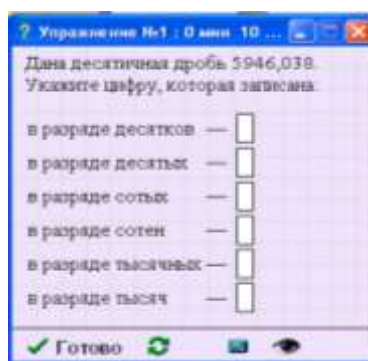 Упражнение №1 : 0 мин 10 ...
Дана десятичная дробь 5946,038.
Укажите цифру, которая записана:
в разряде десятков —
в разряде десятых —
в разряде сотых —
в разряде сотен —
в разряде тысячных —
в разряде тысяч —
Готово